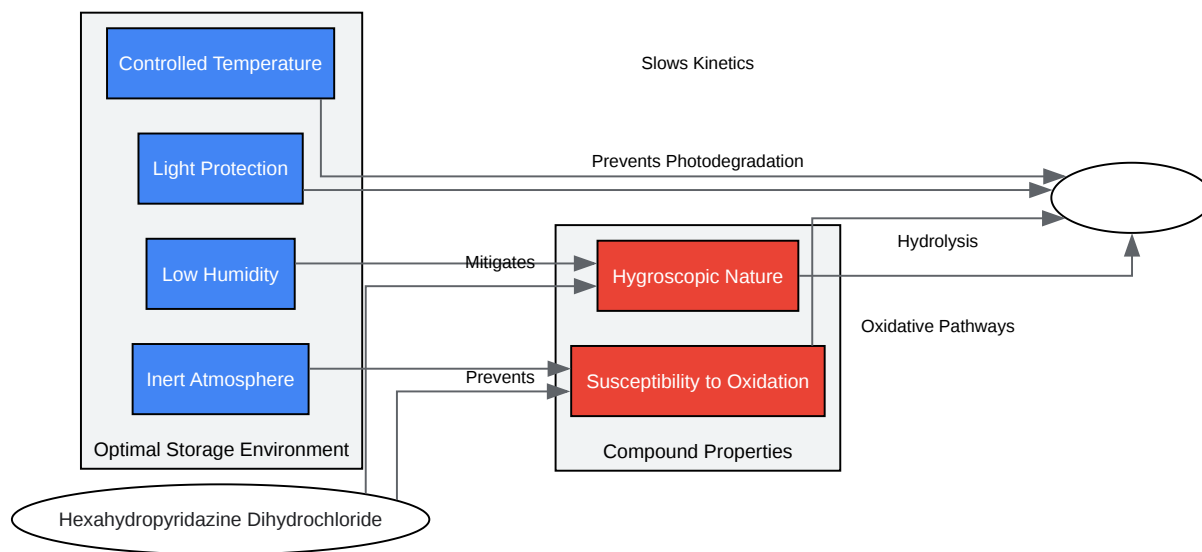 Controlled Temperature
Slows Kinetics
Light Protection
Prevents Photodegradation
Low Humidity
Mitigates
Hygroscopic Nature
Hydrolysis
Oxidative Pathways
Inert Atmosphere
Prevents
Susceptibility to Oxidation
Optimal Storage Environment
Compound Properties
Hexahydropyridazine Dihydrochloride